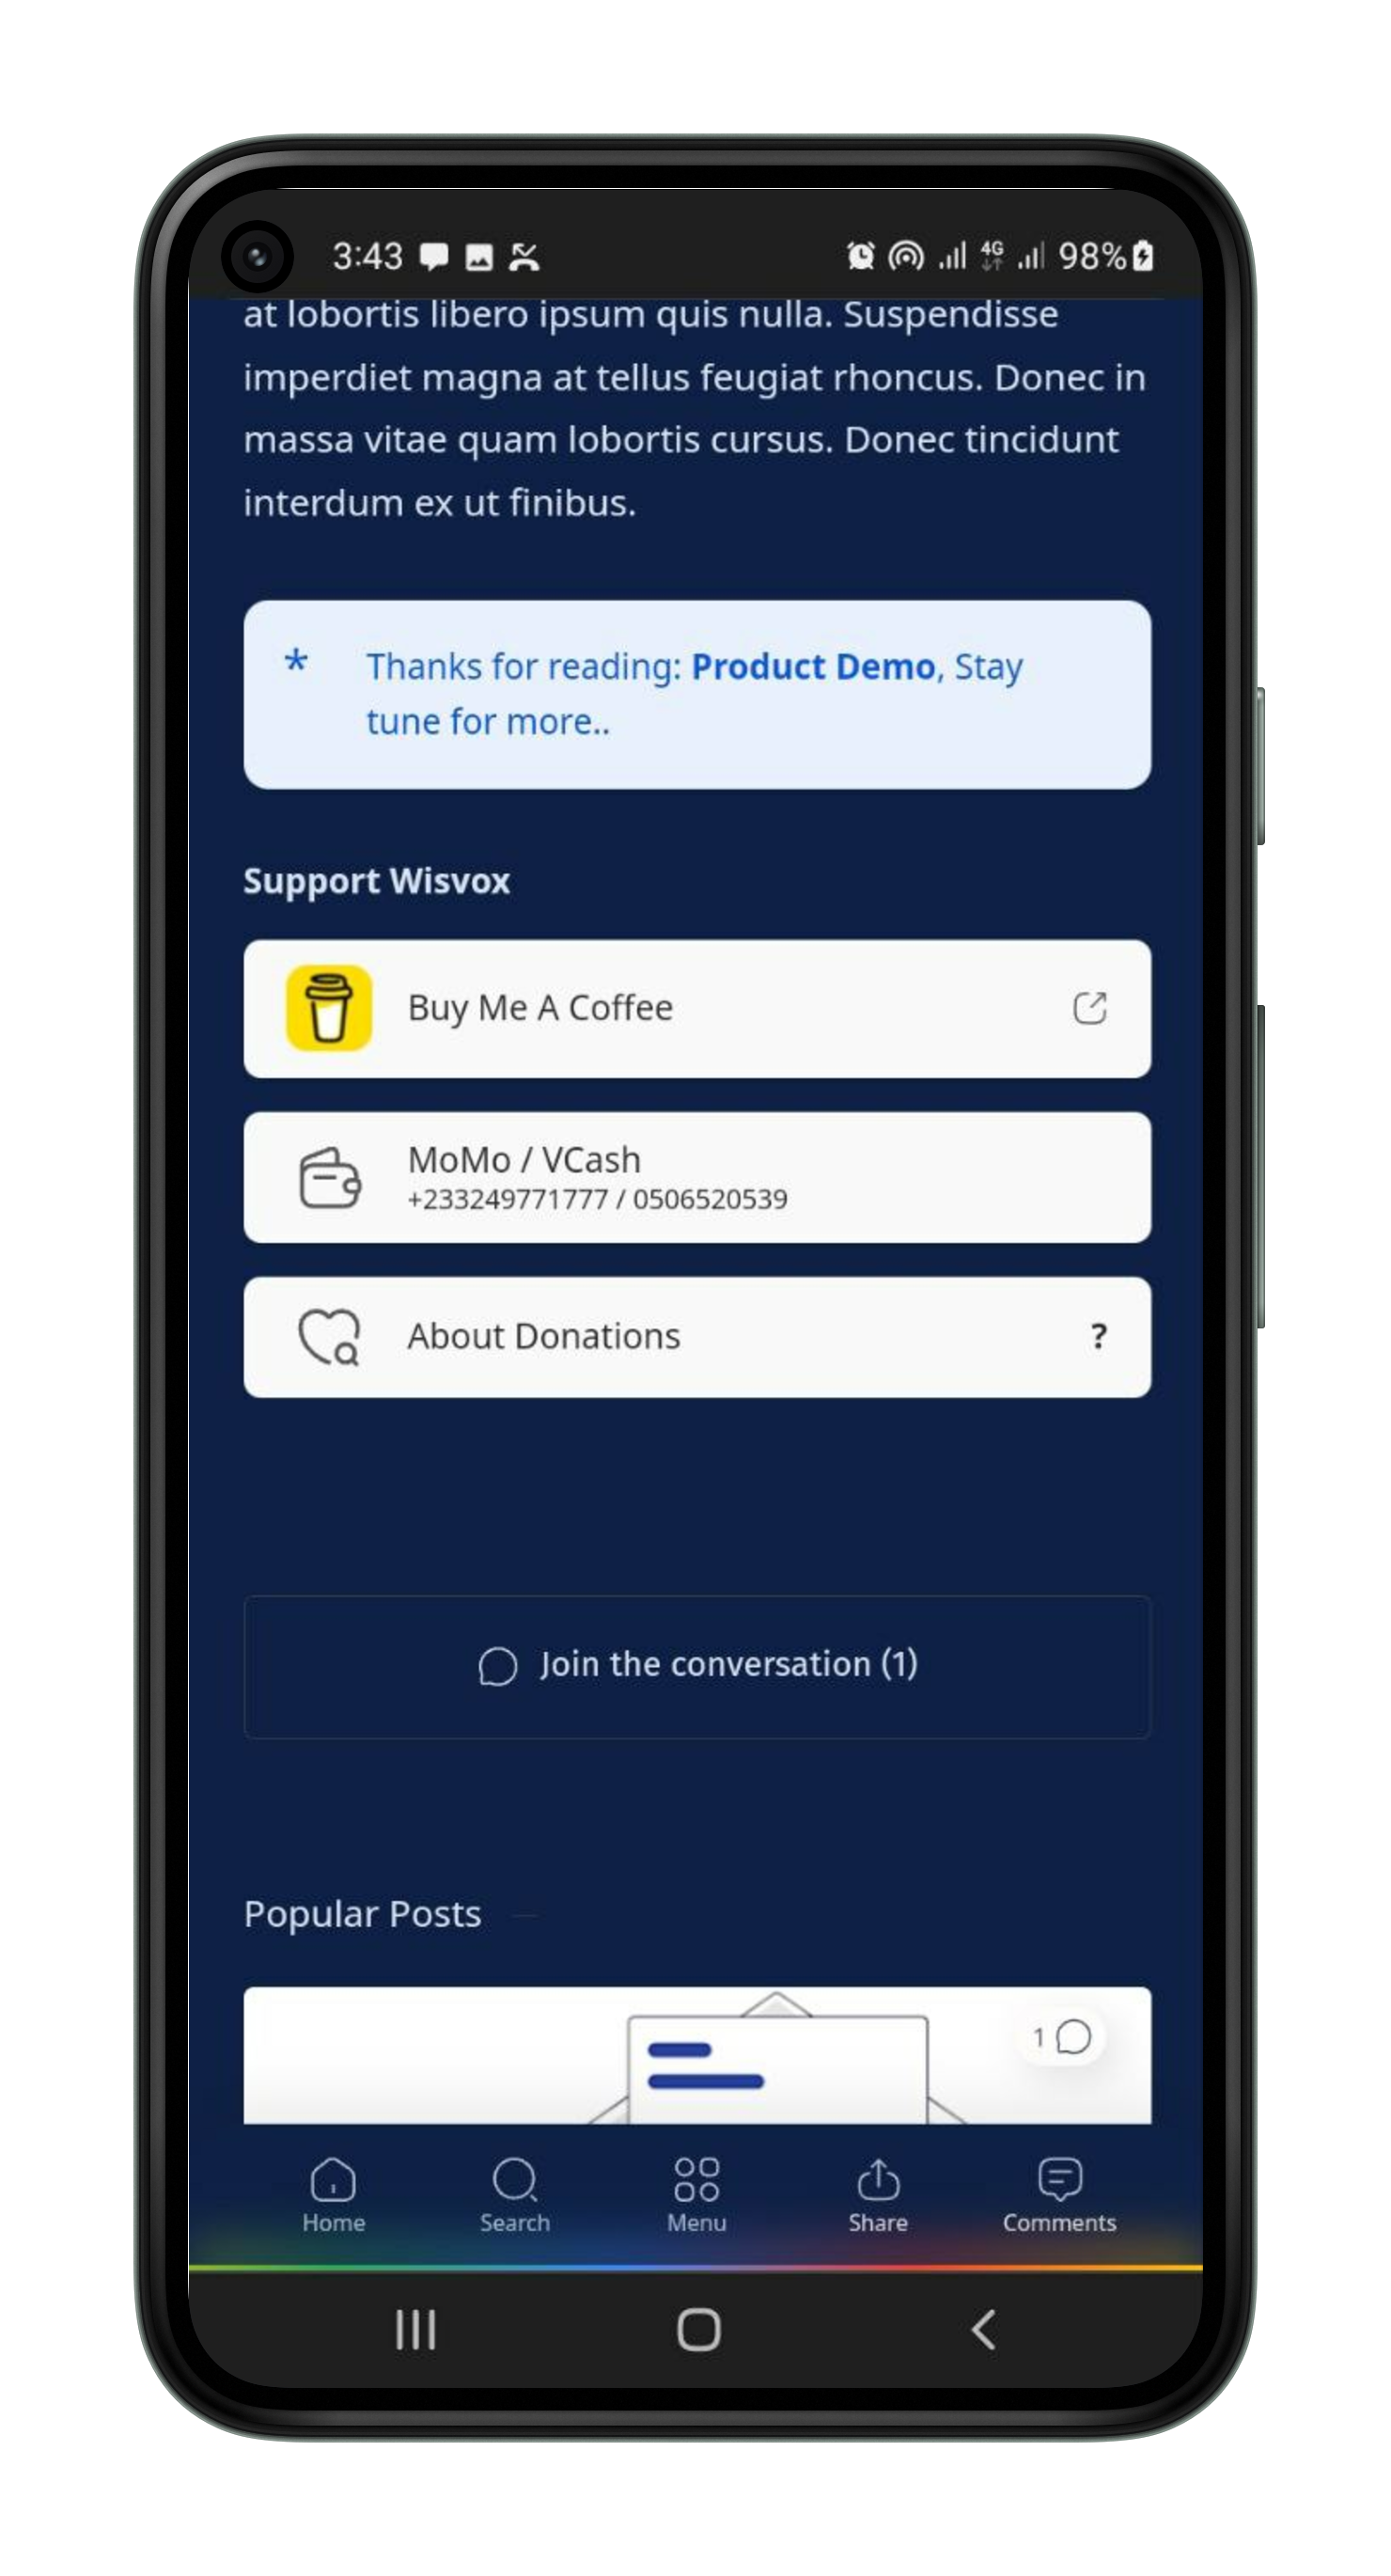 3:43 4G 98%
at lobortis libero ipsum quis nulla. Suspendisse
imperdiet magna at tellus feugiat rhoncus. Donec in
massa vitae quam lobortis cursus. Donec tincidunt
interdum ex ut finibus.
* Thanks for reading: Product Demo, Stay
tune for more..
Support Wisvox
Buy Me A Coffee
MoMo / VCash
+233249771777 / 0506520539
About Donations ?
Join the conversation (1)
Popular Posts
1
Home Search Menu Share Comments